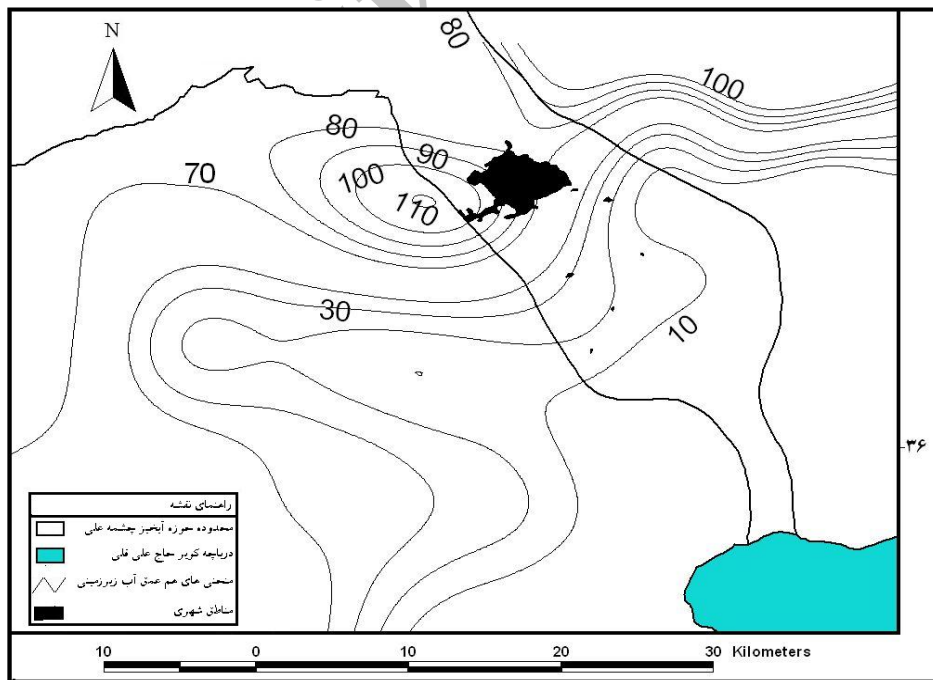 N
80
100
80
90
100
110
70
30
10
۳۶
راهنمای نقشه
محدوده حوزه آبخیز چشمه علی
دریاچه کویر حاج علی قلی
منحنی های هم عمق آب زیرزمینی
مناطق شهری
10 0 10 20 30 Kilometers